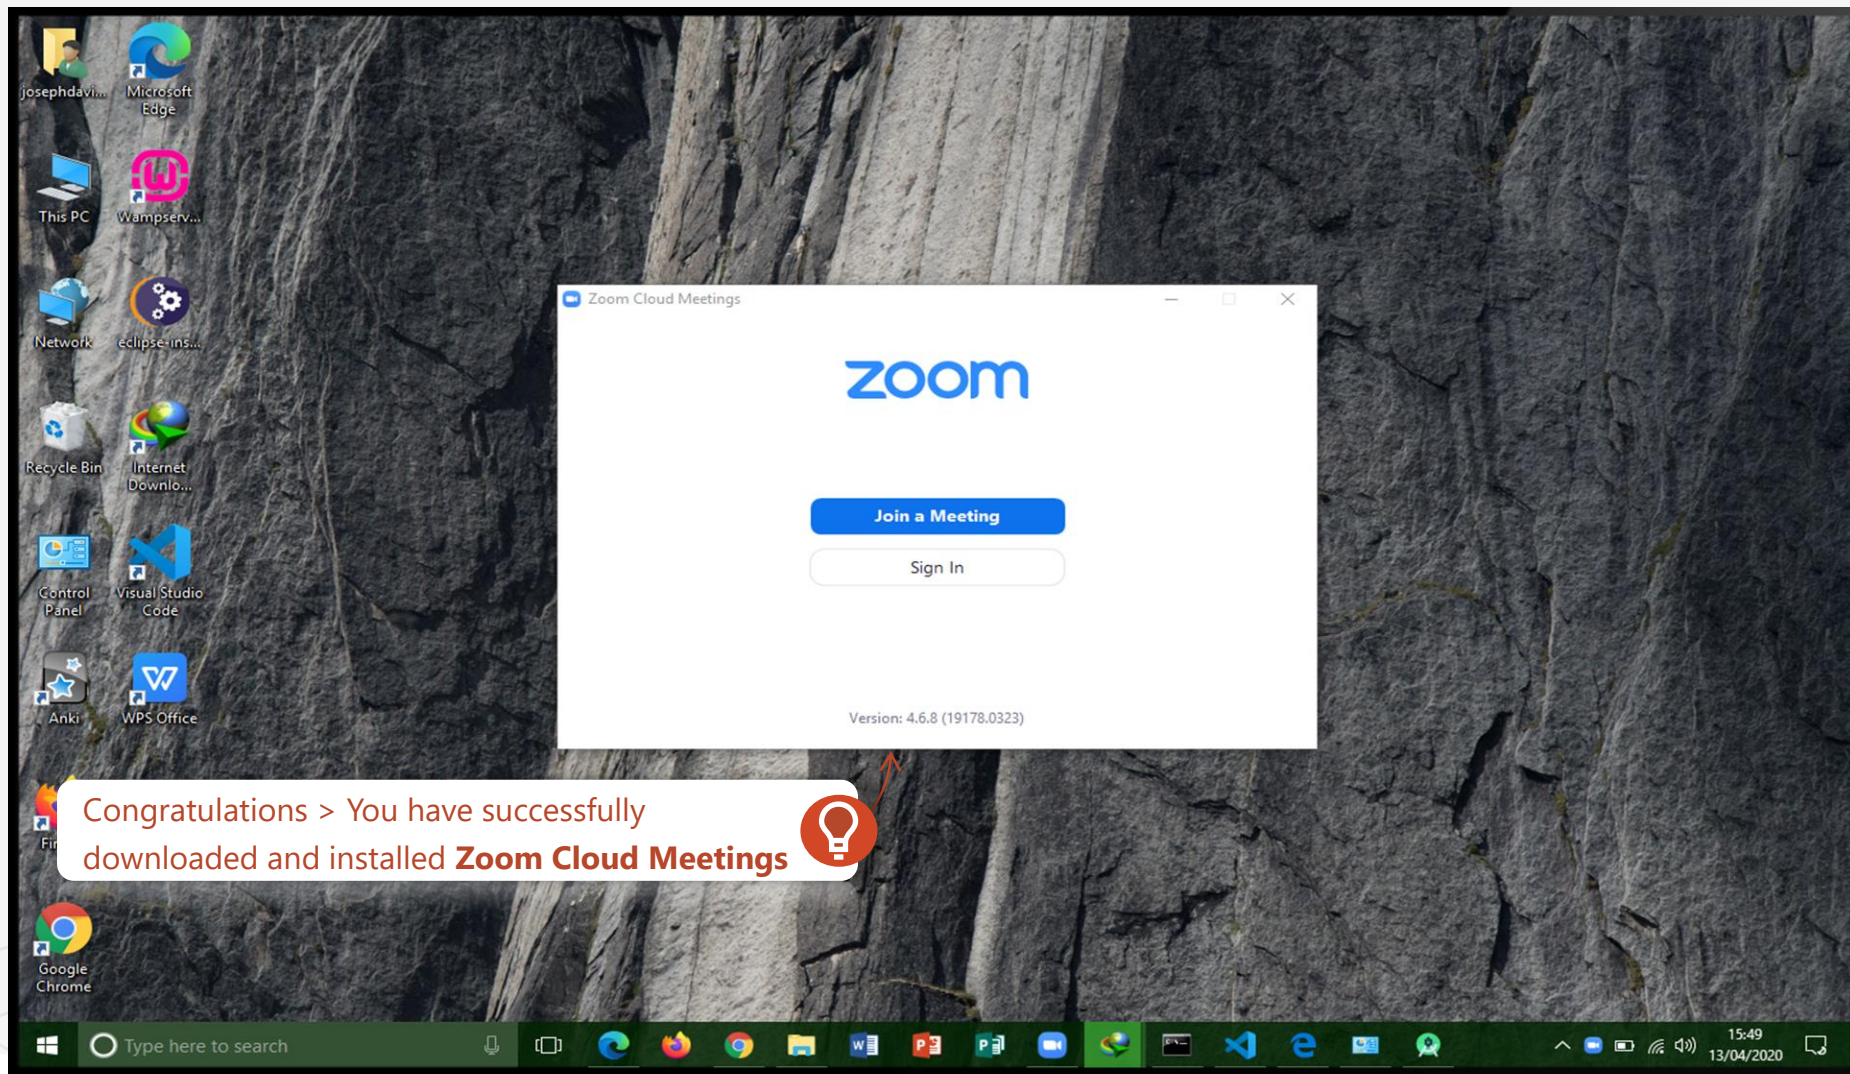 josephdavi...
Microsoft
Edge
This PC
Wampserv...
Network
eclipse-ins...
Recycle Bin
Internet
Downlo...
Control
Panel
Visual Studio
Code
Anki
WPS Office
Zoom Cloud Meetings
zoom
Join a Meeting
Sign In
Version: 4.6.8 (19178.0323)
Congratulations > You have successfully
downloaded and installed Zoom Cloud Meetings
Google
Chrome
Type here to search
15:49
13/04/2020